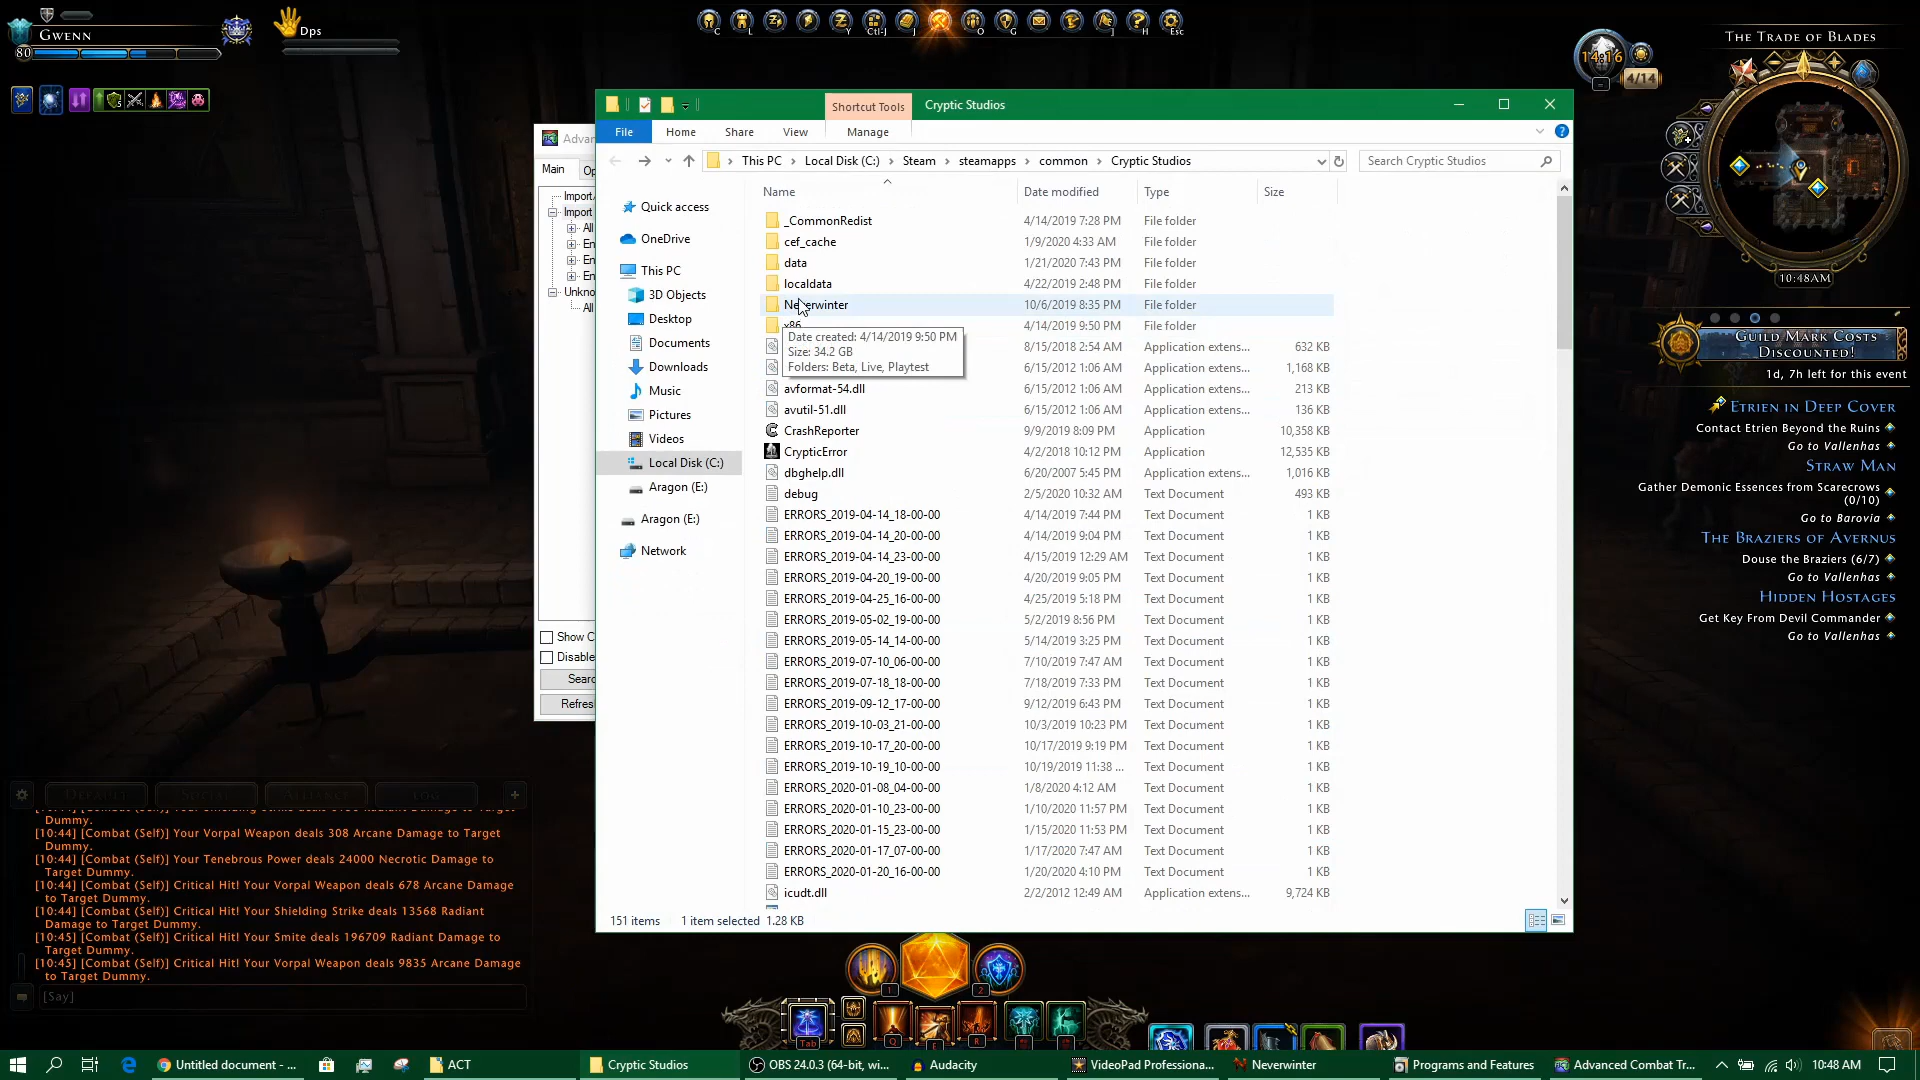 Gwenn
80
Dps
C
L
Y
Ctl-J
J
O
G
]
H
Esc
14:16
4/14
The Trade of Blades
10:48AM
Guild Mark Costs
Discounted!
1d, 7h left for this event
Etrien in Deep Cover
Contact Etrien Beyond the Ruins
Go to Vallenhas
Straw Man
Gather Demonic Essences from Scarecrows
(0/10)
Go to Barovia
The Braziers of Avernus
Douse the Braziers (6/7)
Go to Vallenhas
Hidden Hostages
Get Key From Devil Commander
Go to Vallenhas
Advan
Main
Op
Import/
Import
All
En
En
En
Unkno
All
Show C
Disable
Searc
Refres
Shortcut Tools
Cryptic Studios
File
Home
Share
View
Manage
This PC
Local Disk (C:)
Steam
steamapps
common
Cryptic Studios
Search Cryptic Studios
Name
Date modified
Type
Size
Quick access
OneDrive
This PC
3D Objects
Desktop
Documents
Downloads
Music
Pictures
Videos
Local Disk (C:)
Aragon (E:)
Aragon (E:)
Network
_CommonRedist 4/14/2019 7:28 PM File folder
cef_cache 1/9/2020 4:33 AM File folder
data 1/21/2020 7:43 PM File folder
localdata 4/22/2019 2:48 PM File folder
Neverwinter 10/6/2019 8:35 PM File folder
x86 4/14/2019 9:50 PM File folder
Date created: 4/14/2019 9:50 PM
Size: 34.2 GB
Folders: Beta, Live, Playtest
8/15/2018 2:54 AM Application extens... 632 KB
6/15/2012 1:06 AM Application extens... 1,168 KB
avformat-54.dll 6/15/2012 1:06 AM Application extens... 213 KB
avutil-51.dll 6/15/2012 1:06 AM Application extens... 136 KB
CrashReporter 9/9/2019 8:09 PM Application 10,358 KB
CrypticError 4/2/2018 10:12 PM Application 12,535 KB
dbghelp.dll 6/20/2007 5:45 PM Application extens... 1,016 KB
debug 2/5/2020 10:32 AM Text Document 493 KB
ERRORS_2019-04-14_18-00-00 4/14/2019 7:44 PM Text Document 1 KB
ERRORS_2019-04-14_20-00-00 4/14/2019 9:04 PM Text Document 1 KB
ERRORS_2019-04-14_23-00-00 4/15/2019 12:29 AM Text Document 1 KB
ERRORS_2019-04-20_19-00-00 4/20/2019 9:05 PM Text Document 1 KB
ERRORS_2019-04-25_16-00-00 4/25/2019 5:18 PM Text Document 1 KB
ERRORS_2019-05-02_19-00-00 5/2/2019 8:56 PM Text Document 1 KB
ERRORS_2019-05-14_14-00-00 5/14/2019 3:25 PM Text Document 1 KB
ERRORS_2019-07-10_06-00-00 7/10/2019 7:47 AM Text Document 1 KB
ERRORS_2019-07-18_18-00-00 7/18/2019 7:33 PM Text Document 1 KB
ERRORS_2019-09-12_17-00-00 9/12/2019 6:43 PM Text Document 1 KB
ERRORS_2019-10-03_21-00-00 10/3/2019 10:23 PM Text Document 1 KB
ERRORS_2019-10-17_20-00-00 10/17/2019 9:19 PM Text Document 1 KB
ERRORS_2019-10-19_10-00-00 10/19/2019 11:38 ... Text Document 1 KB
ERRORS_2020-01-08_04-00-00 1/8/2020 4:12 AM Text Document 1 KB
ERRORS_2020-01-10_23-00-00 1/10/2020 11:57 PM Text Document 1 KB
ERRORS_2020-01-15_23-00-00 1/15/2020 11:53 PM Text Document 1 KB
ERRORS_2020-01-17_07-00-00 1/17/2020 7:47 AM Text Document 1 KB
ERRORS_2020-01-20_16-00-00 1/20/2020 4:10 PM Text Document 1 KB
icudt.dll 2/2/2012 12:49 AM Application extens... 9,724 KB
151 items 1 item selected 1.28 KB
Default
Social
Alliance
Log
Dummy.
[10:44] [Combat (Self)] Your Vorpal Weapon deals 308 Arcane Damage to
Target Dummy.
[10:44] [Combat (Self)] Your Tenebrous Power deals 24000 Necrotic Damage to
Target Dummy.
[10:44] [Combat (Self)] Critical Hit! Your Vorpal Weapon deals 678 Arcane Damage
to Target Dummy.
[10:44] [Combat (Self)] Critical Hit! Your Shielding Strike deals 13568 Radiant
Damage to Target Dummy.
[10:45] [Combat (Self)] Critical Hit! Your Smite deals 196709 Radiant Damage to
Target Dummy.
[10:45] [Combat (Self)] Critical Hit! Your Vorpal Weapon deals 9835 Arcane Damage
to Target Dummy.
[Say]
1
2
Tab
Q
E
R
Untitled document - ...
ACT
Cryptic Studios
OBS 24.0.3 (64-bit, wi...
Audacity
VideoPad Professiona...
Neverwinter
Programs and Features
Advanced Combat Tr...
10:48 AM